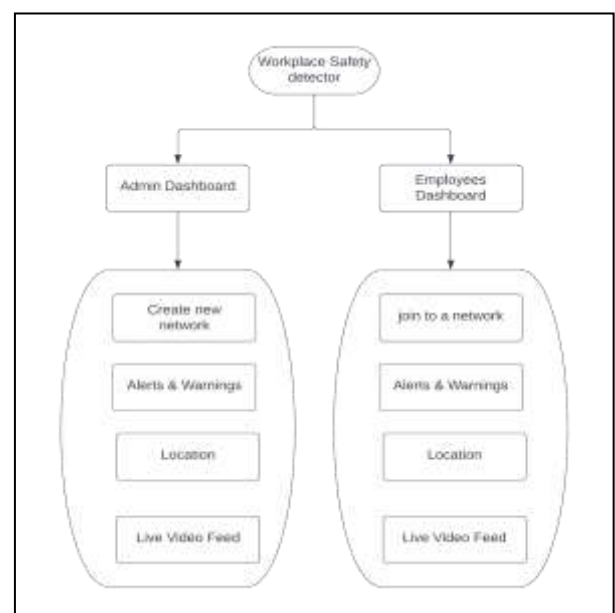 Workplace Safety
detector
Admin Dashboard
Employees
Dashboard
Create new
network
Alerts & Warnings
Location
Live Video Feed
join to a network
Alerts & Warnings
Location
Live Video Feed